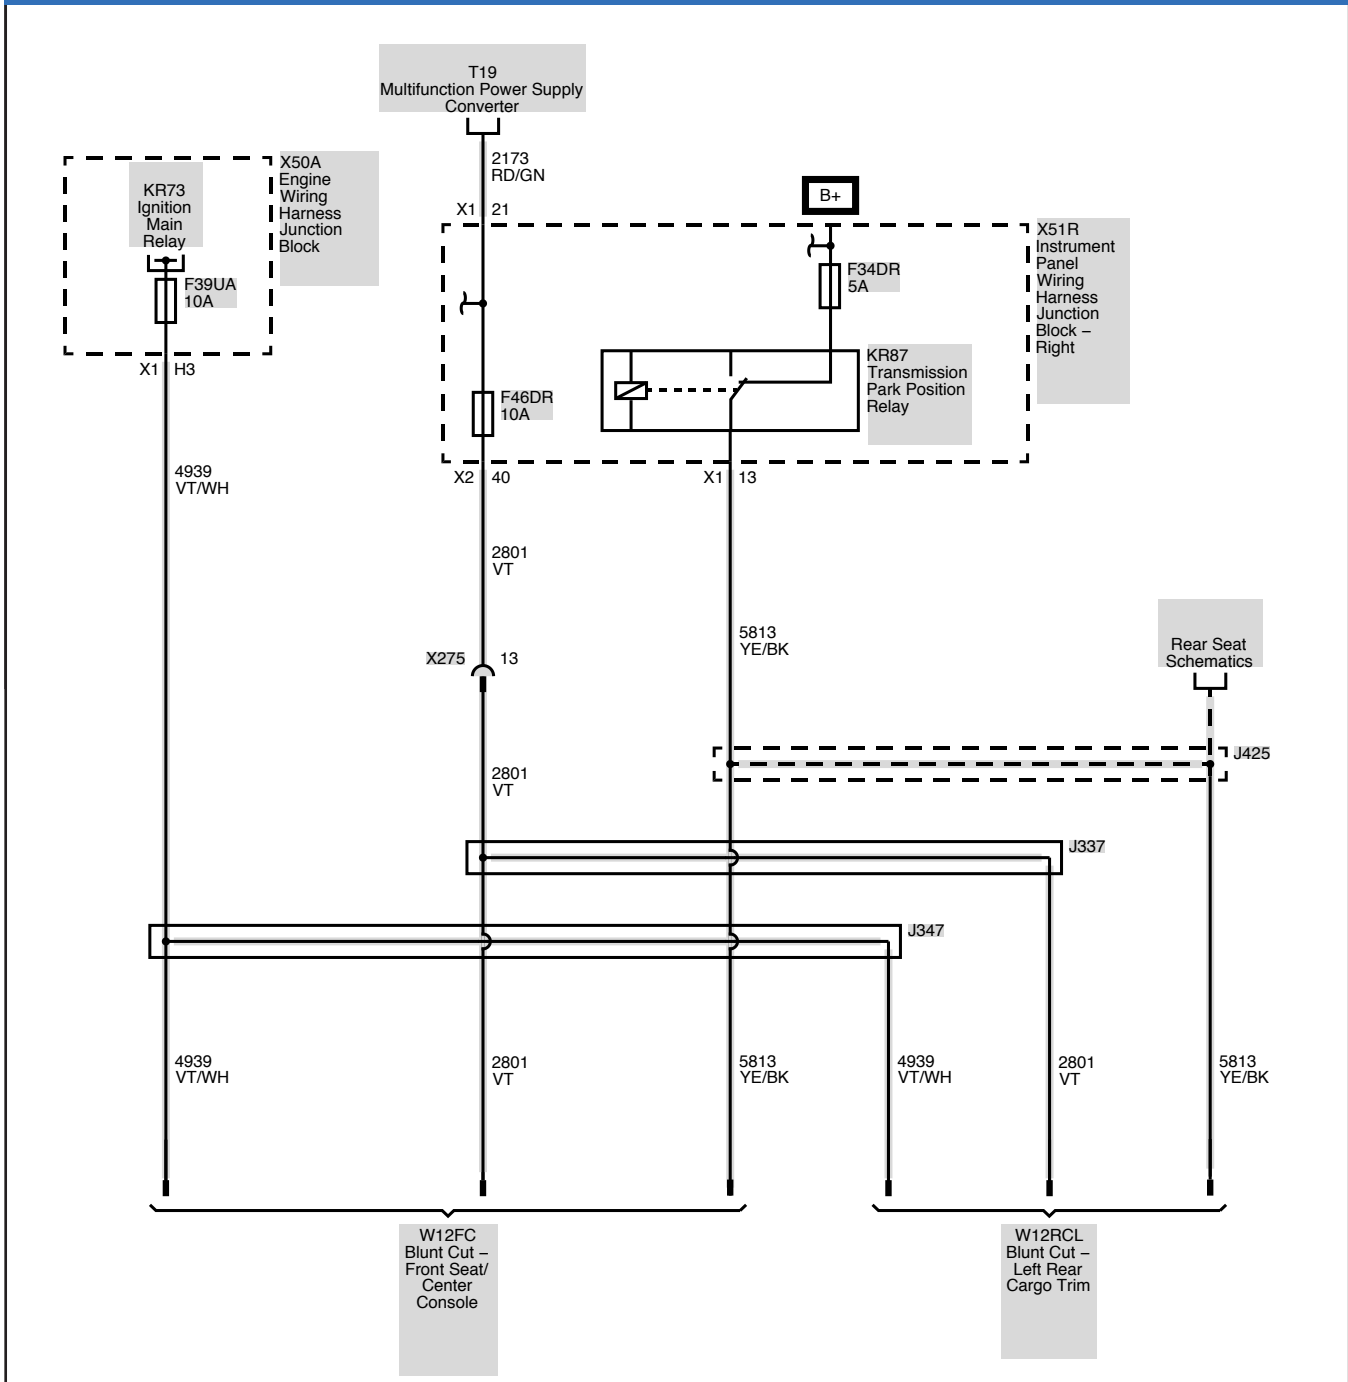 T19
Multifunction Power Supply
Converter
2173
RD/GN
X1 21
X50A
Engine
Wiring
Harness
Junction
Block
KR73
Ignition
Main
Relay
F39UA
10A
X1 H3
B+
X51R
Instrument
Panel
Wiring
Harness
Junction
Block –
Right
F34DR
5A
KR87
Transmission
Park Position
Relay
F46DR
10A
X2 40
X1 13
4939
VT/WH
2801
VT
5813
YE/BK
X275 13
Rear Seat
Schematics
J425
2801
VT
J337
J347
4939
VT/WH
2801
VT
5813
YE/BK
4939
VT/WH
2801
VT
5813
YE/BK
W12FC
Blunt Cut –
Front Seat/
Center
Console
W12RCL
Blunt Cut –
Left Rear
Cargo Trim